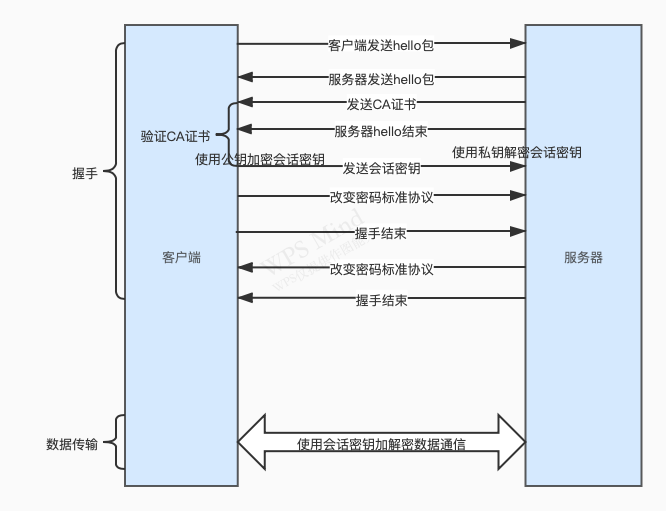 客户端发送hello包
服务器发送hello包
发送CA证书
服务器hello结束
验证CA证书
使用公钥加密会话密钥
使用私钥解密会话密钥
发送会话密钥
握手
改变密码标准协议
握手结束
客户端
服务器
改变密码标准协议
握手结束
WPS Mind
数据传输
使用会话密钥加解密数据通信